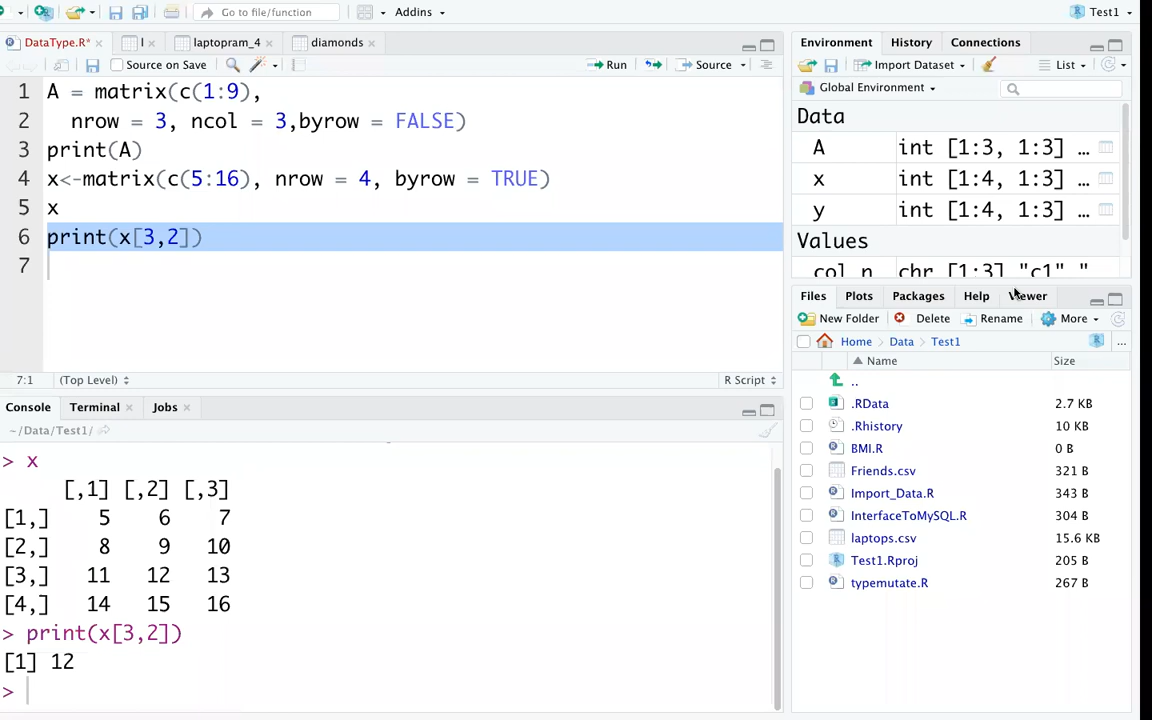 Go to file/function
Addins
Test1
DataType.R*
l
laptopram_4
diamonds
Source on Save
Run
Source
1 A = matrix(c(1:9),
2 nrow = 3, ncol = 3,byrow = FALSE)
3 print(A)
4 x<-matrix(c(5:16), nrow = 4, byrow = TRUE)
5 x
6 print(x[3,2])
7
7:1 (Top Level) R Script
Console Terminal Jobs
~/Data/Test1/
> x
[,1] [,2] [,3]
[1,] 5 6 7
[2,] 8 9 10
[3,] 11 12 13
[4,] 14 15 16
> print(x[3,2])
[1] 12
>
Environment History Connections
Import Dataset List
Global Environment
Data
A int [1:3, 1:3] …
x int [1:4, 1:3] …
y int [1:4, 1:3] …
Values
col_n chr [1:3] "c1" "
Files Plots Packages Help Viewer
New Folder Delete Rename More
Home Data Test1 ...
Name Size
..
.RData 2.7 KB
.Rhistory 10 KB
BMI.R 0 B
Friends.csv 321 B
Import_Data.R 343 B
InterfaceToMySQL.R 304 B
laptops.csv 15.6 KB
Test1.Rproj 205 B
typemutate.R 267 B